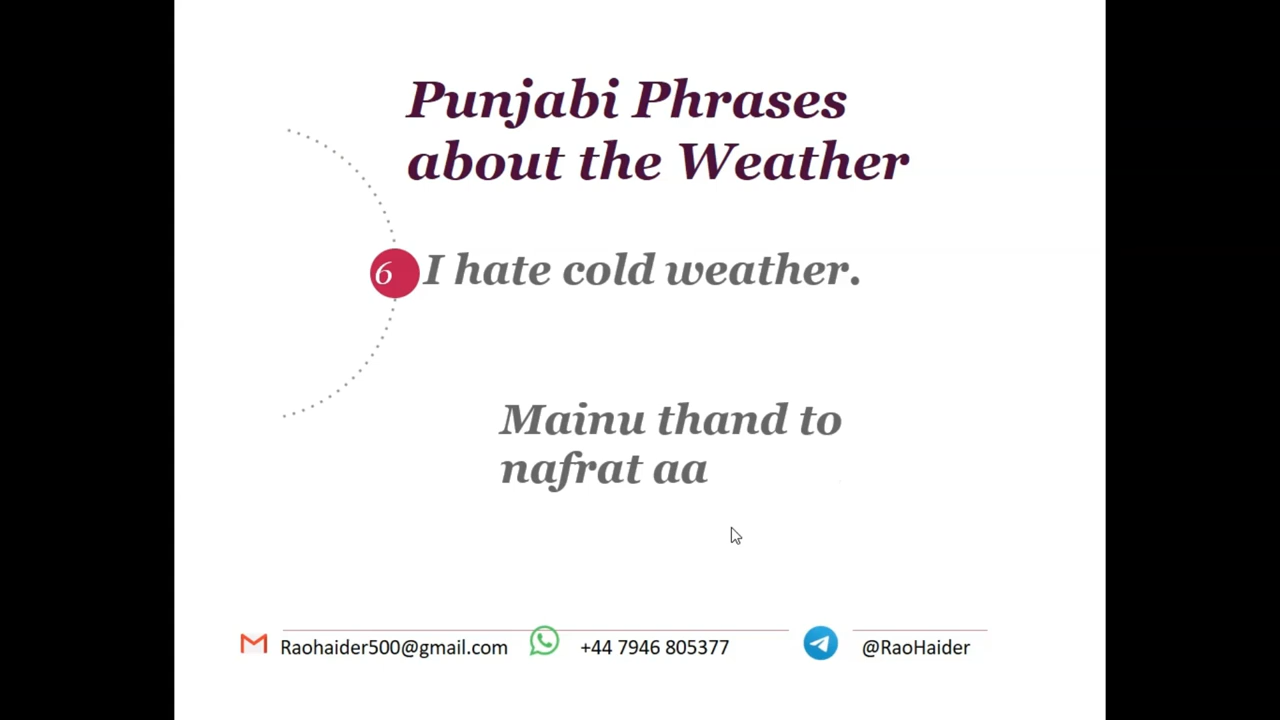 Punjabi Phrases
about the Weather
6 I hate cold weather.
Mainu thand to
nafrat aa
Raohaider500@gmail.com +44 7946 805377 @RaoHaider